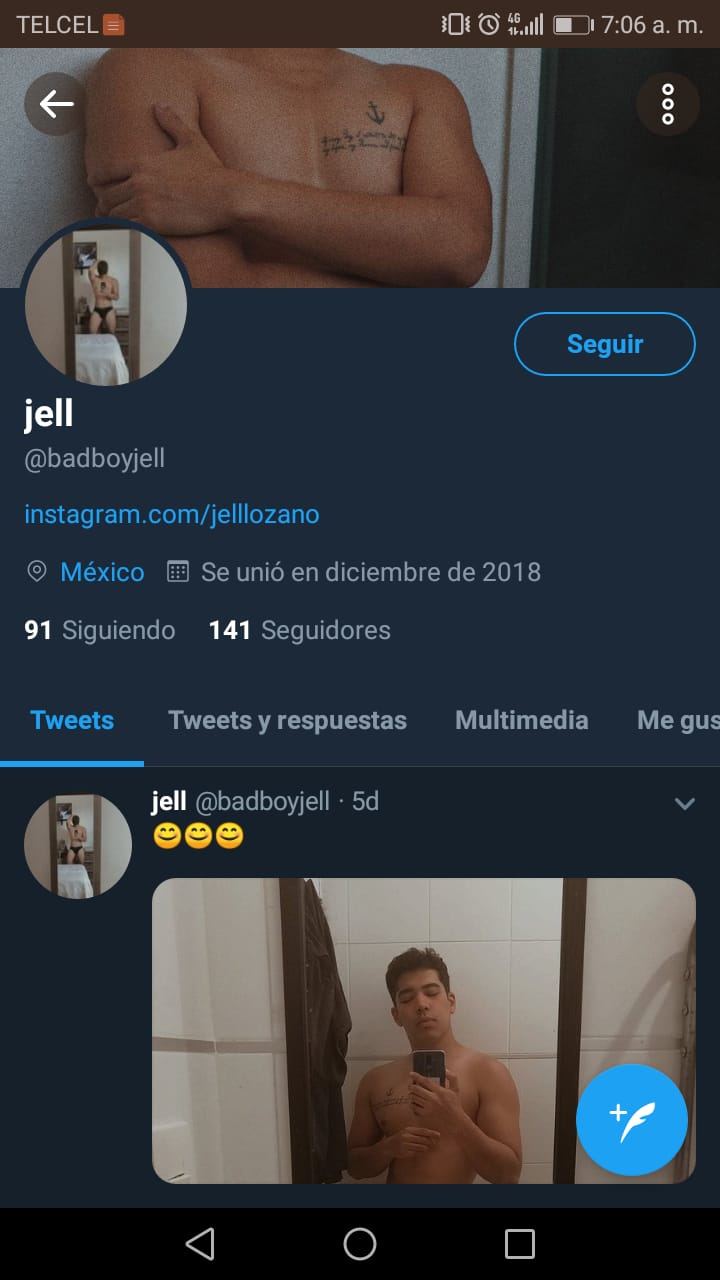 TELCEL
4G
7:06 a. m.
Seguir
jell
@badboyjell
instagram.com/jelllozano
México Se unió en diciembre de 2018
91 Siguiendo 141 Seguidores
Tweets Tweets y respuestas Multimedia Me gus
jell @badboyjell · 5d
😊😊😊